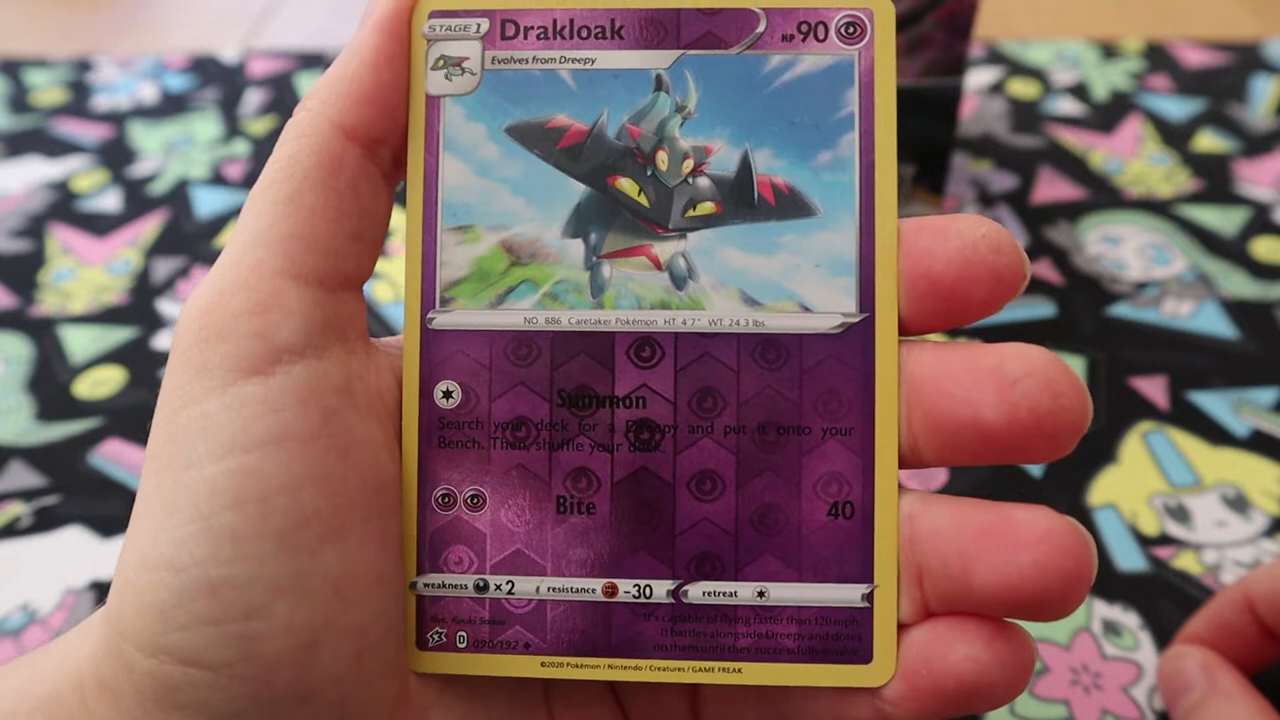 STAGE 1 Drakloak HP 90
Evolves from Dreepy
NO. 886 Caretaker Pokémon HT. 4'7" WT. 24.3 lbs.
Summon
Search your deck for a Dreepy and put it onto your
Bench. Then, shuffle your deck.
Bite 40
weakness ×2 resistance -30 retreat
Illus. Kouki Saitou
It's capable of flying faster than 120 mph.
It battles alongside Dreepy and dotes
on them until they successfully evolve.
D 090/192
©2020 Pokémon / Nintendo / Creatures / GAME FREAK